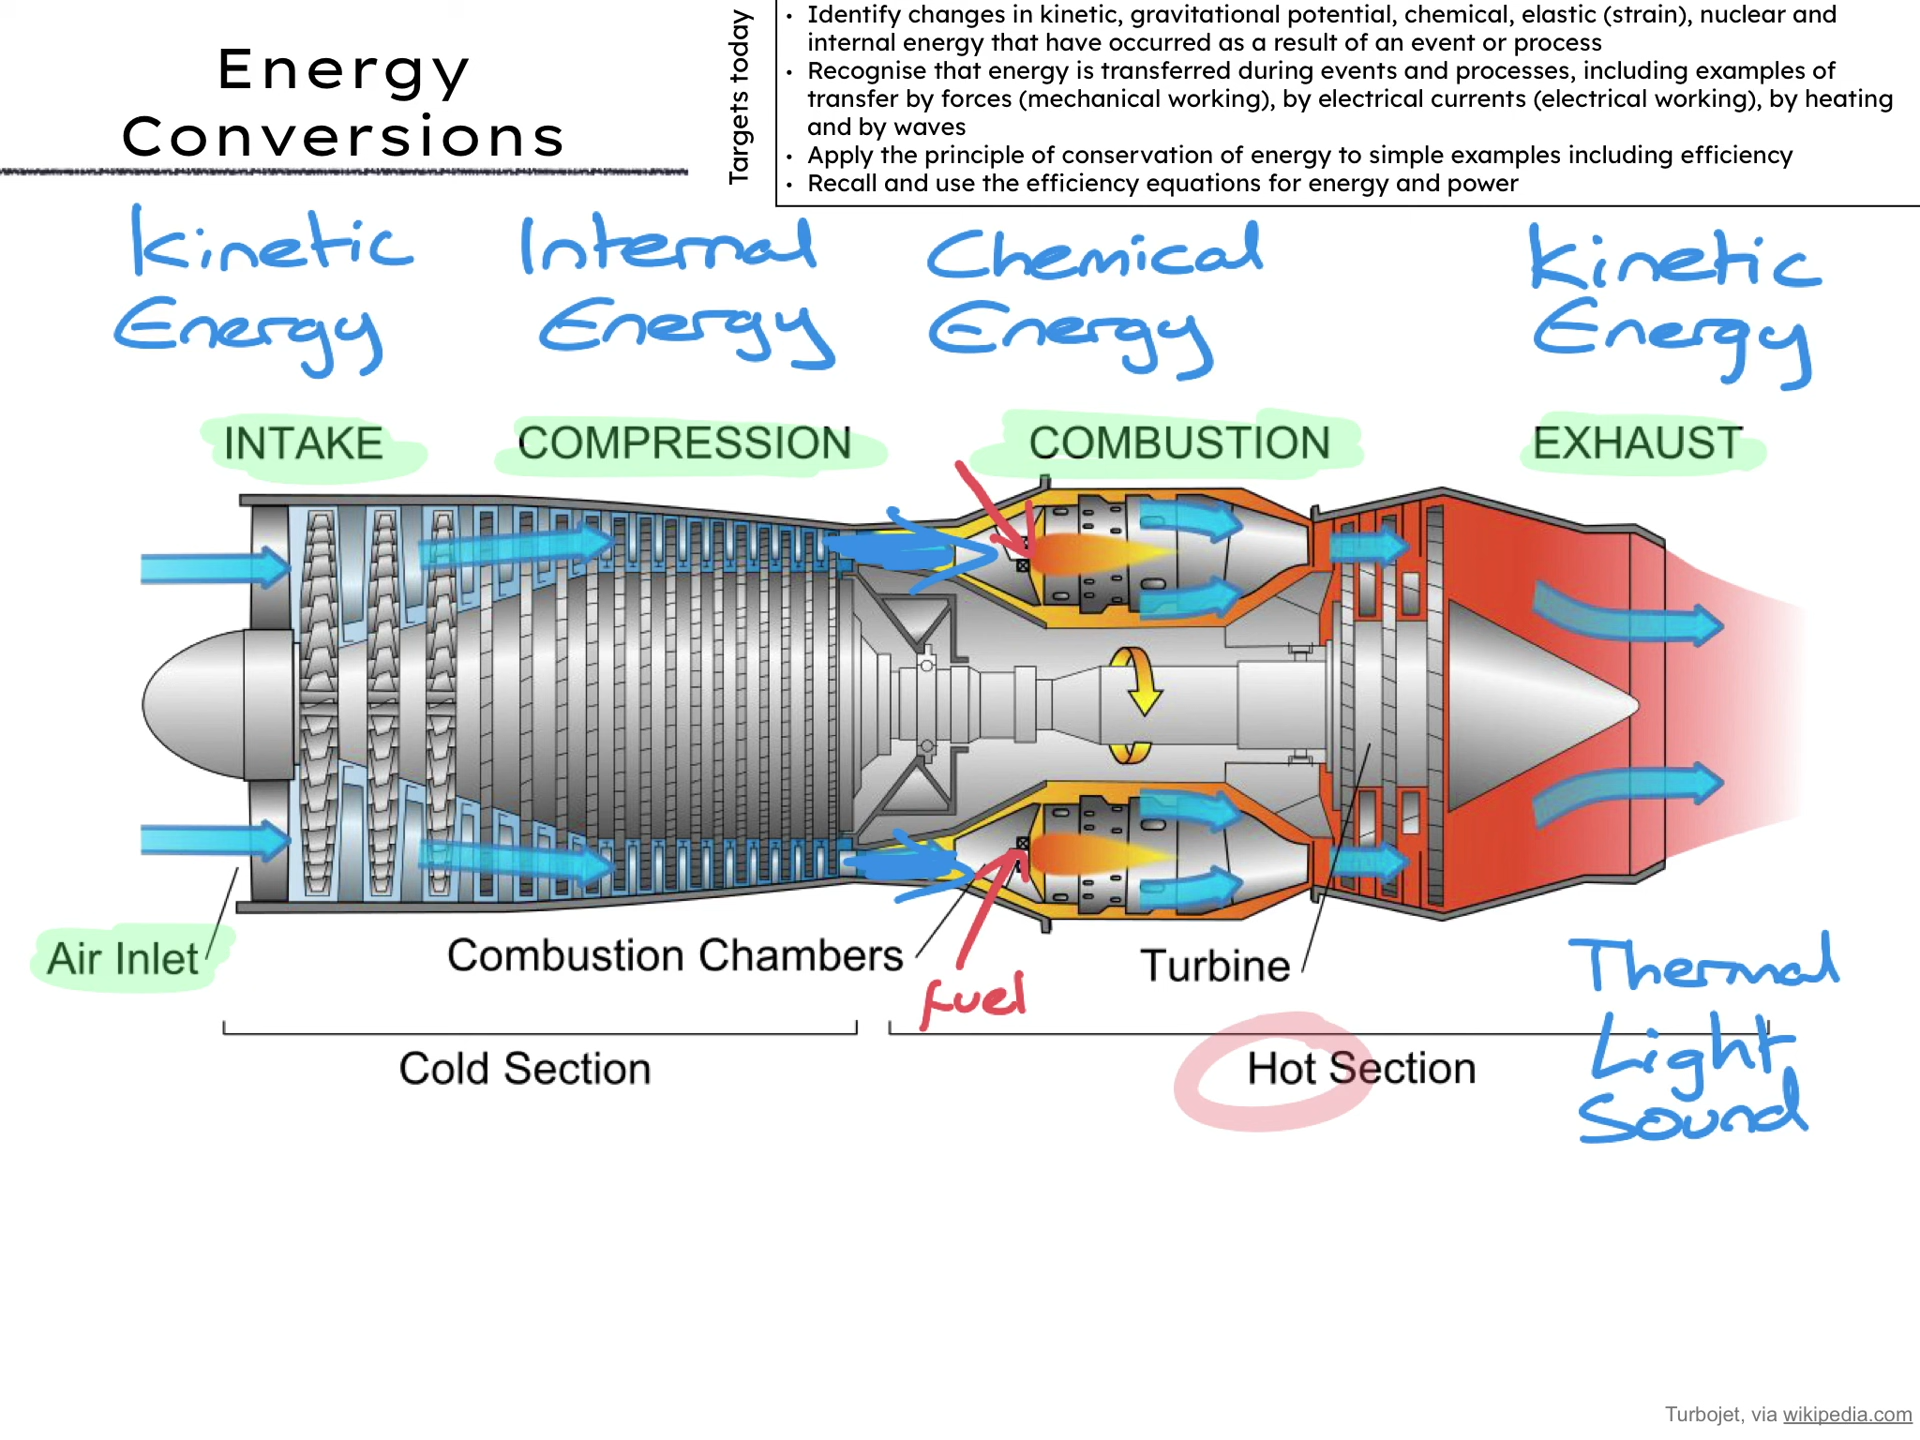 Energy
Conversions
Targets today
• Identify changes in kinetic, gravitational potential, chemical, elastic (strain), nuclear and
internal energy that have occurred as a result of an event or process
• Recognise that energy is transferred during events and processes, including examples of
transfer by forces (mechanical working), by electrical currents (electrical working), by heating
and by waves
• Apply the principle of conservation of energy to simple examples including efficiency
• Recall and use the efficiency equations for energy and power
Kinetic
Energy
Internal
Energy
Chemical
Energy
Kinetic
Energy
INTAKE
COMPRESSION
COMBUSTION
EXHAUST
Air Inlet
Combustion Chambers
fuel
Turbine
Thermal
Light
Sound
Cold Section
Hot Section
Turbojet, via wikipedia.com